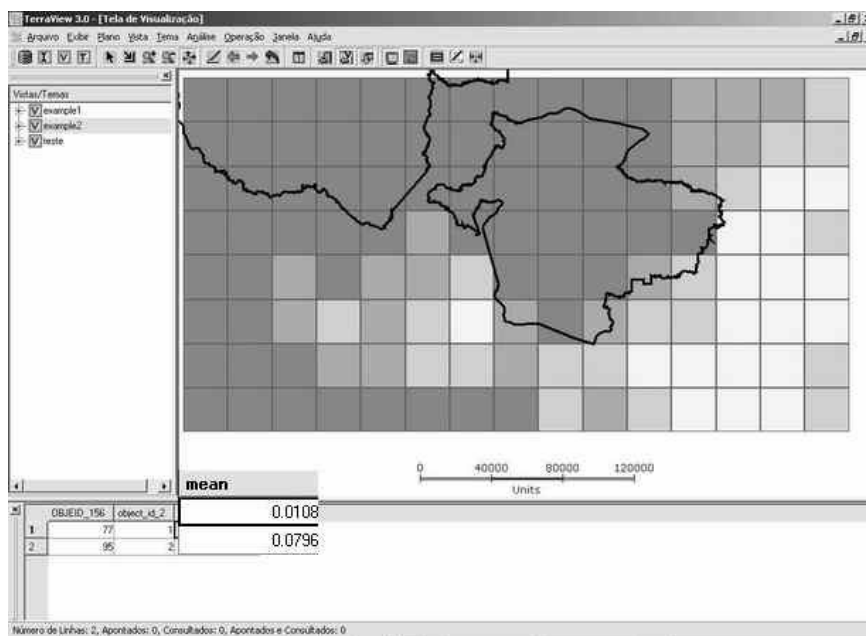 TerraView 3.0 - [Tela de Visualização]
Arquivo Exibir Plano Vista Tema Análise Operação Janela Ajuda
Vistas/Temas
example1
example2
teste
0 40000 80000 120000
Units
mean
0.0108
0.0796
OBJEID_156 object_id_2
1 77 1
2 95 2
Número de Linhas: 2, Apontados: 0, Consultados: 0, Apontados e Consultados: 0